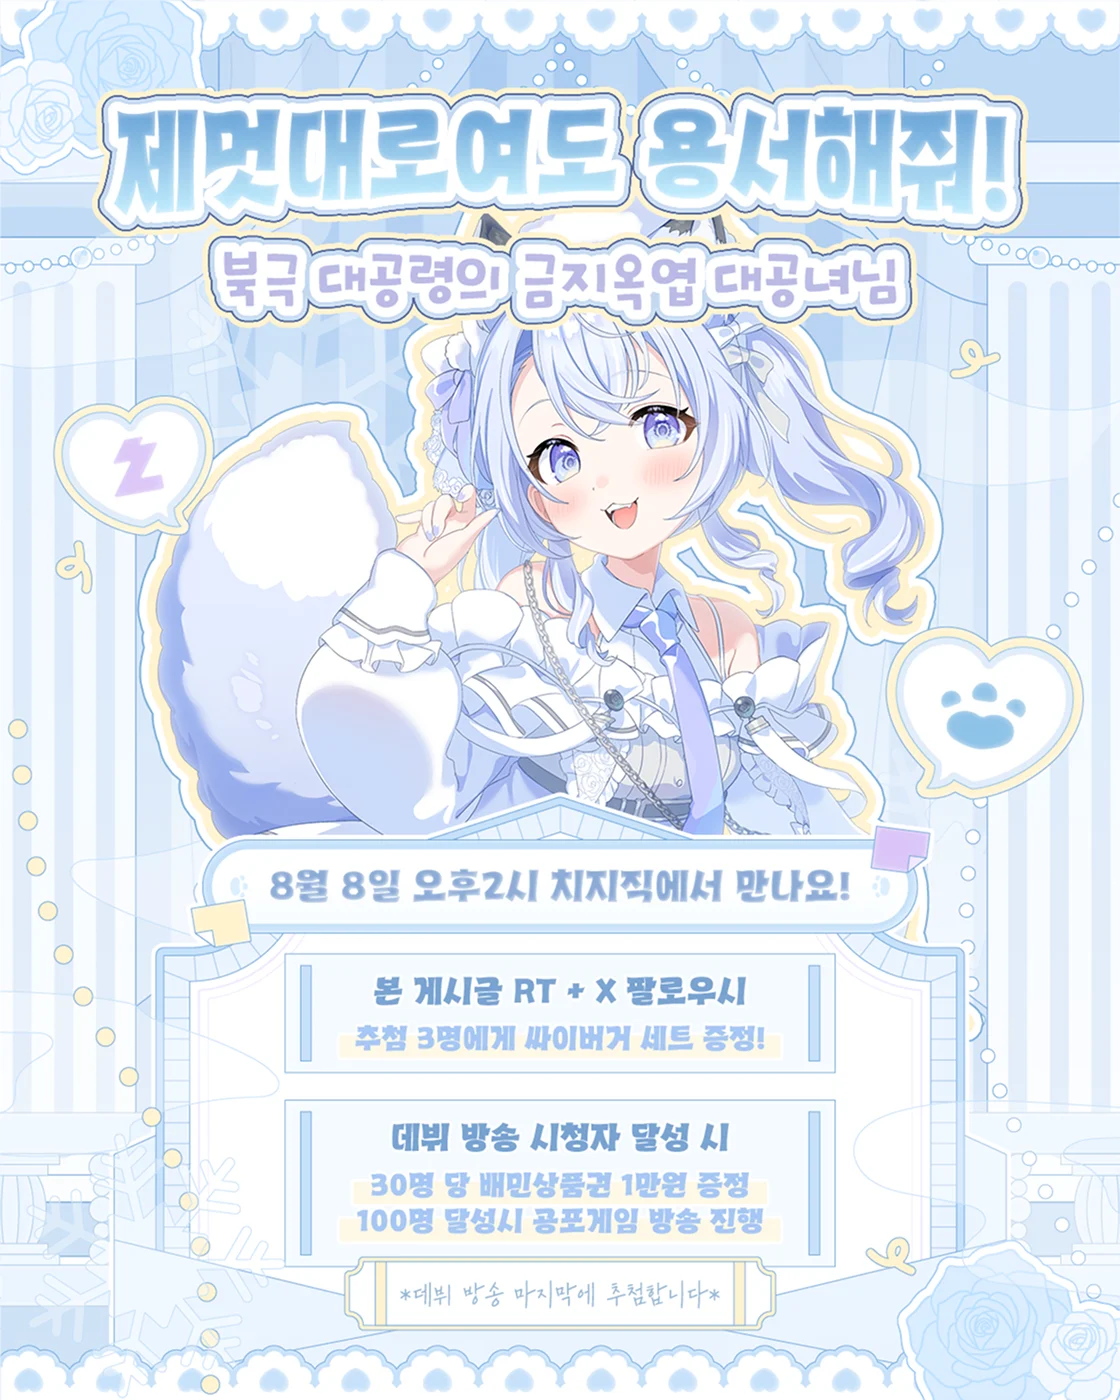 제멋대로여도 용서해줘!
북극 대공령의 금지옥엽 대공녀님
8월 8일 오후2시 치지직에서 만나요!
본 게시글 RT + X 팔로우시
추첨 3명에게 싸이버거 세트 증정!
데뷔 방송 시청자 달성 시
30명 당 배민상품권 1만원 증정
100명 달성시 공포게임 방송 진행
*데뷔 방송 마지막에 추첨합니다*